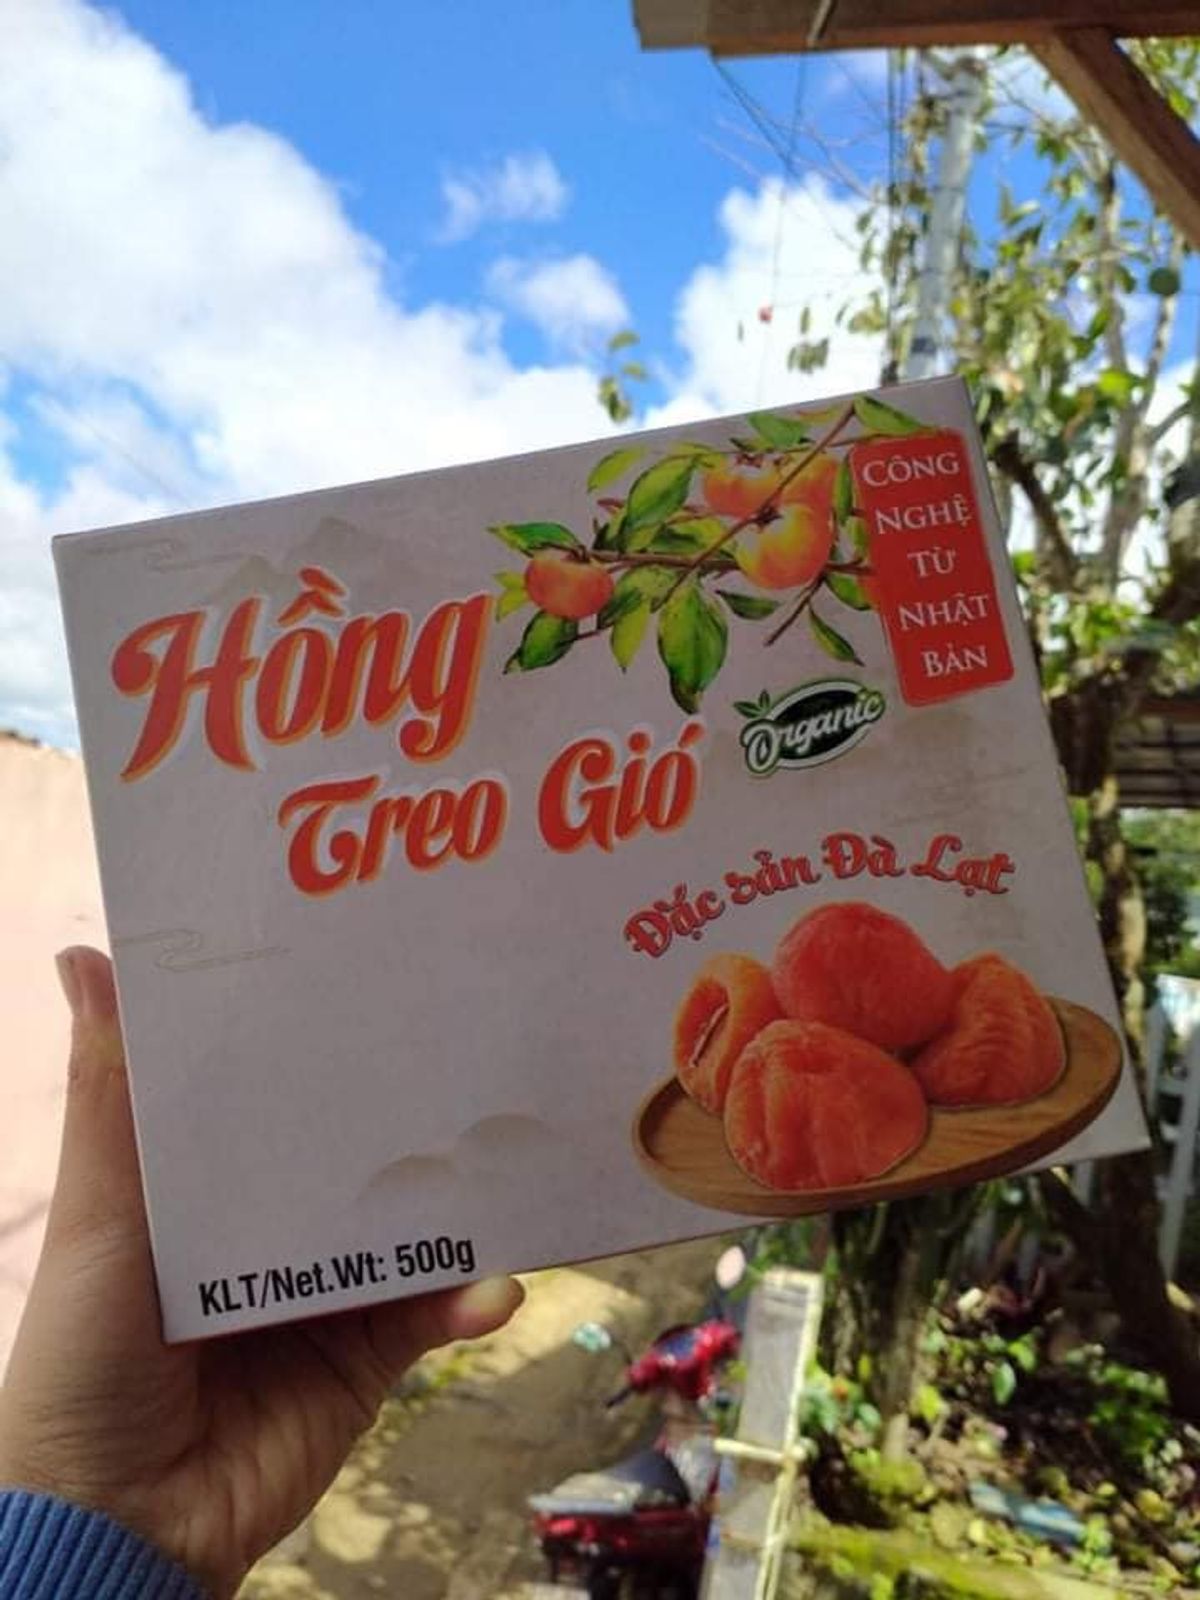 Hồng
Treo Gió
CÔNG
NGHỆ
TỪ
NHẬT
BẢN
Organic
Đặc sản Đà Lạt
KLT/Net.Wt: 500g